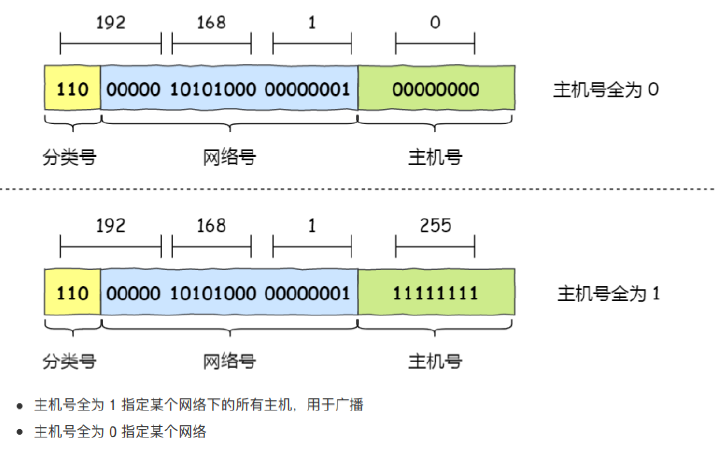 192 168 1 0
110 00000 10101000 00000001 00000000 主机号全为 0
分类号 网络号 主机号
192 168 1 255
110 00000 10101000 00000001 11111111 主机号全为 1
分类号 网络号 主机号
• 主机号全为 1 指定某个网络下的所有主机，用于广播
• 主机号全为 0 指定某个网络